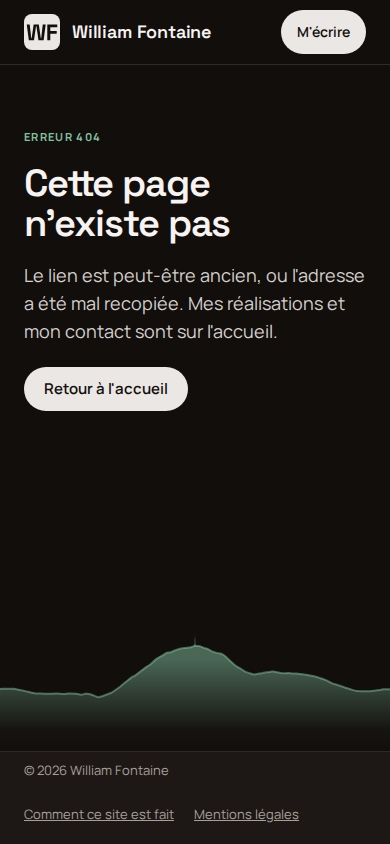 WF William Fontaine M'écrire
ERREUR 404
Cette page
n’existe pas
Le lien est peut-être ancien, ou l'adresse
a été mal recopiée. Mes réalisations et
mon contact sont sur l'accueil.
Retour à l'accueil
© 2026 William Fontaine
Comment ce site est fait Mentions légales